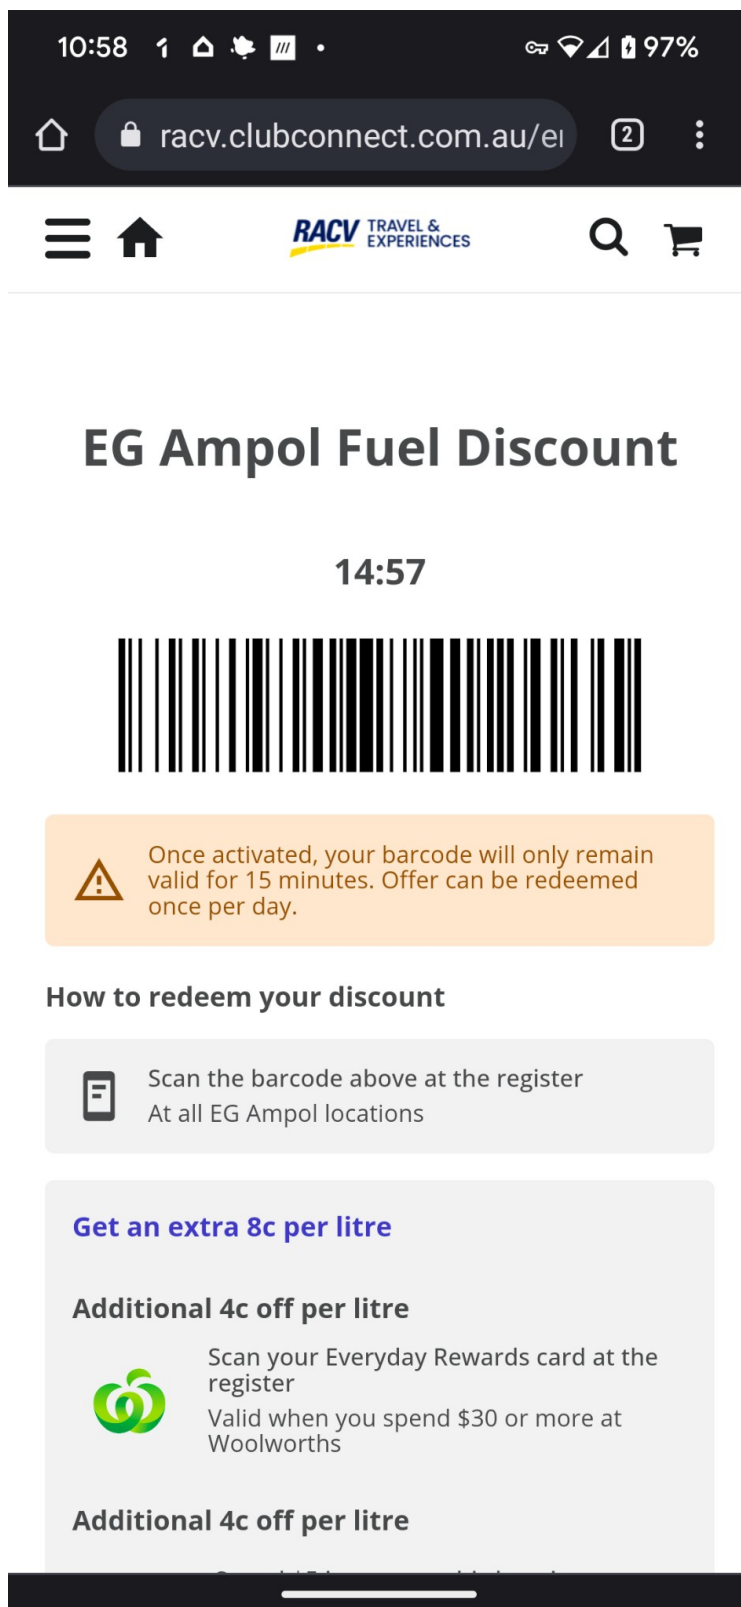 10:58
97%
racv.clubconnect.com.au/er
2
RACV TRAVEL &
EXPERIENCES
EG Ampol Fuel Discount
14:57
Once activated, your barcode will only remain
valid for 15 minutes. Offer can be redeemed
once per day.
How to redeem your discount
Scan the barcode above at the register
At all EG Ampol locations
Get an extra 8c per litre
Additional 4c off per litre
Scan your Everyday Rewards card at the
register
Valid when you spend $30 or more at
Woolworths
Additional 4c off per litre